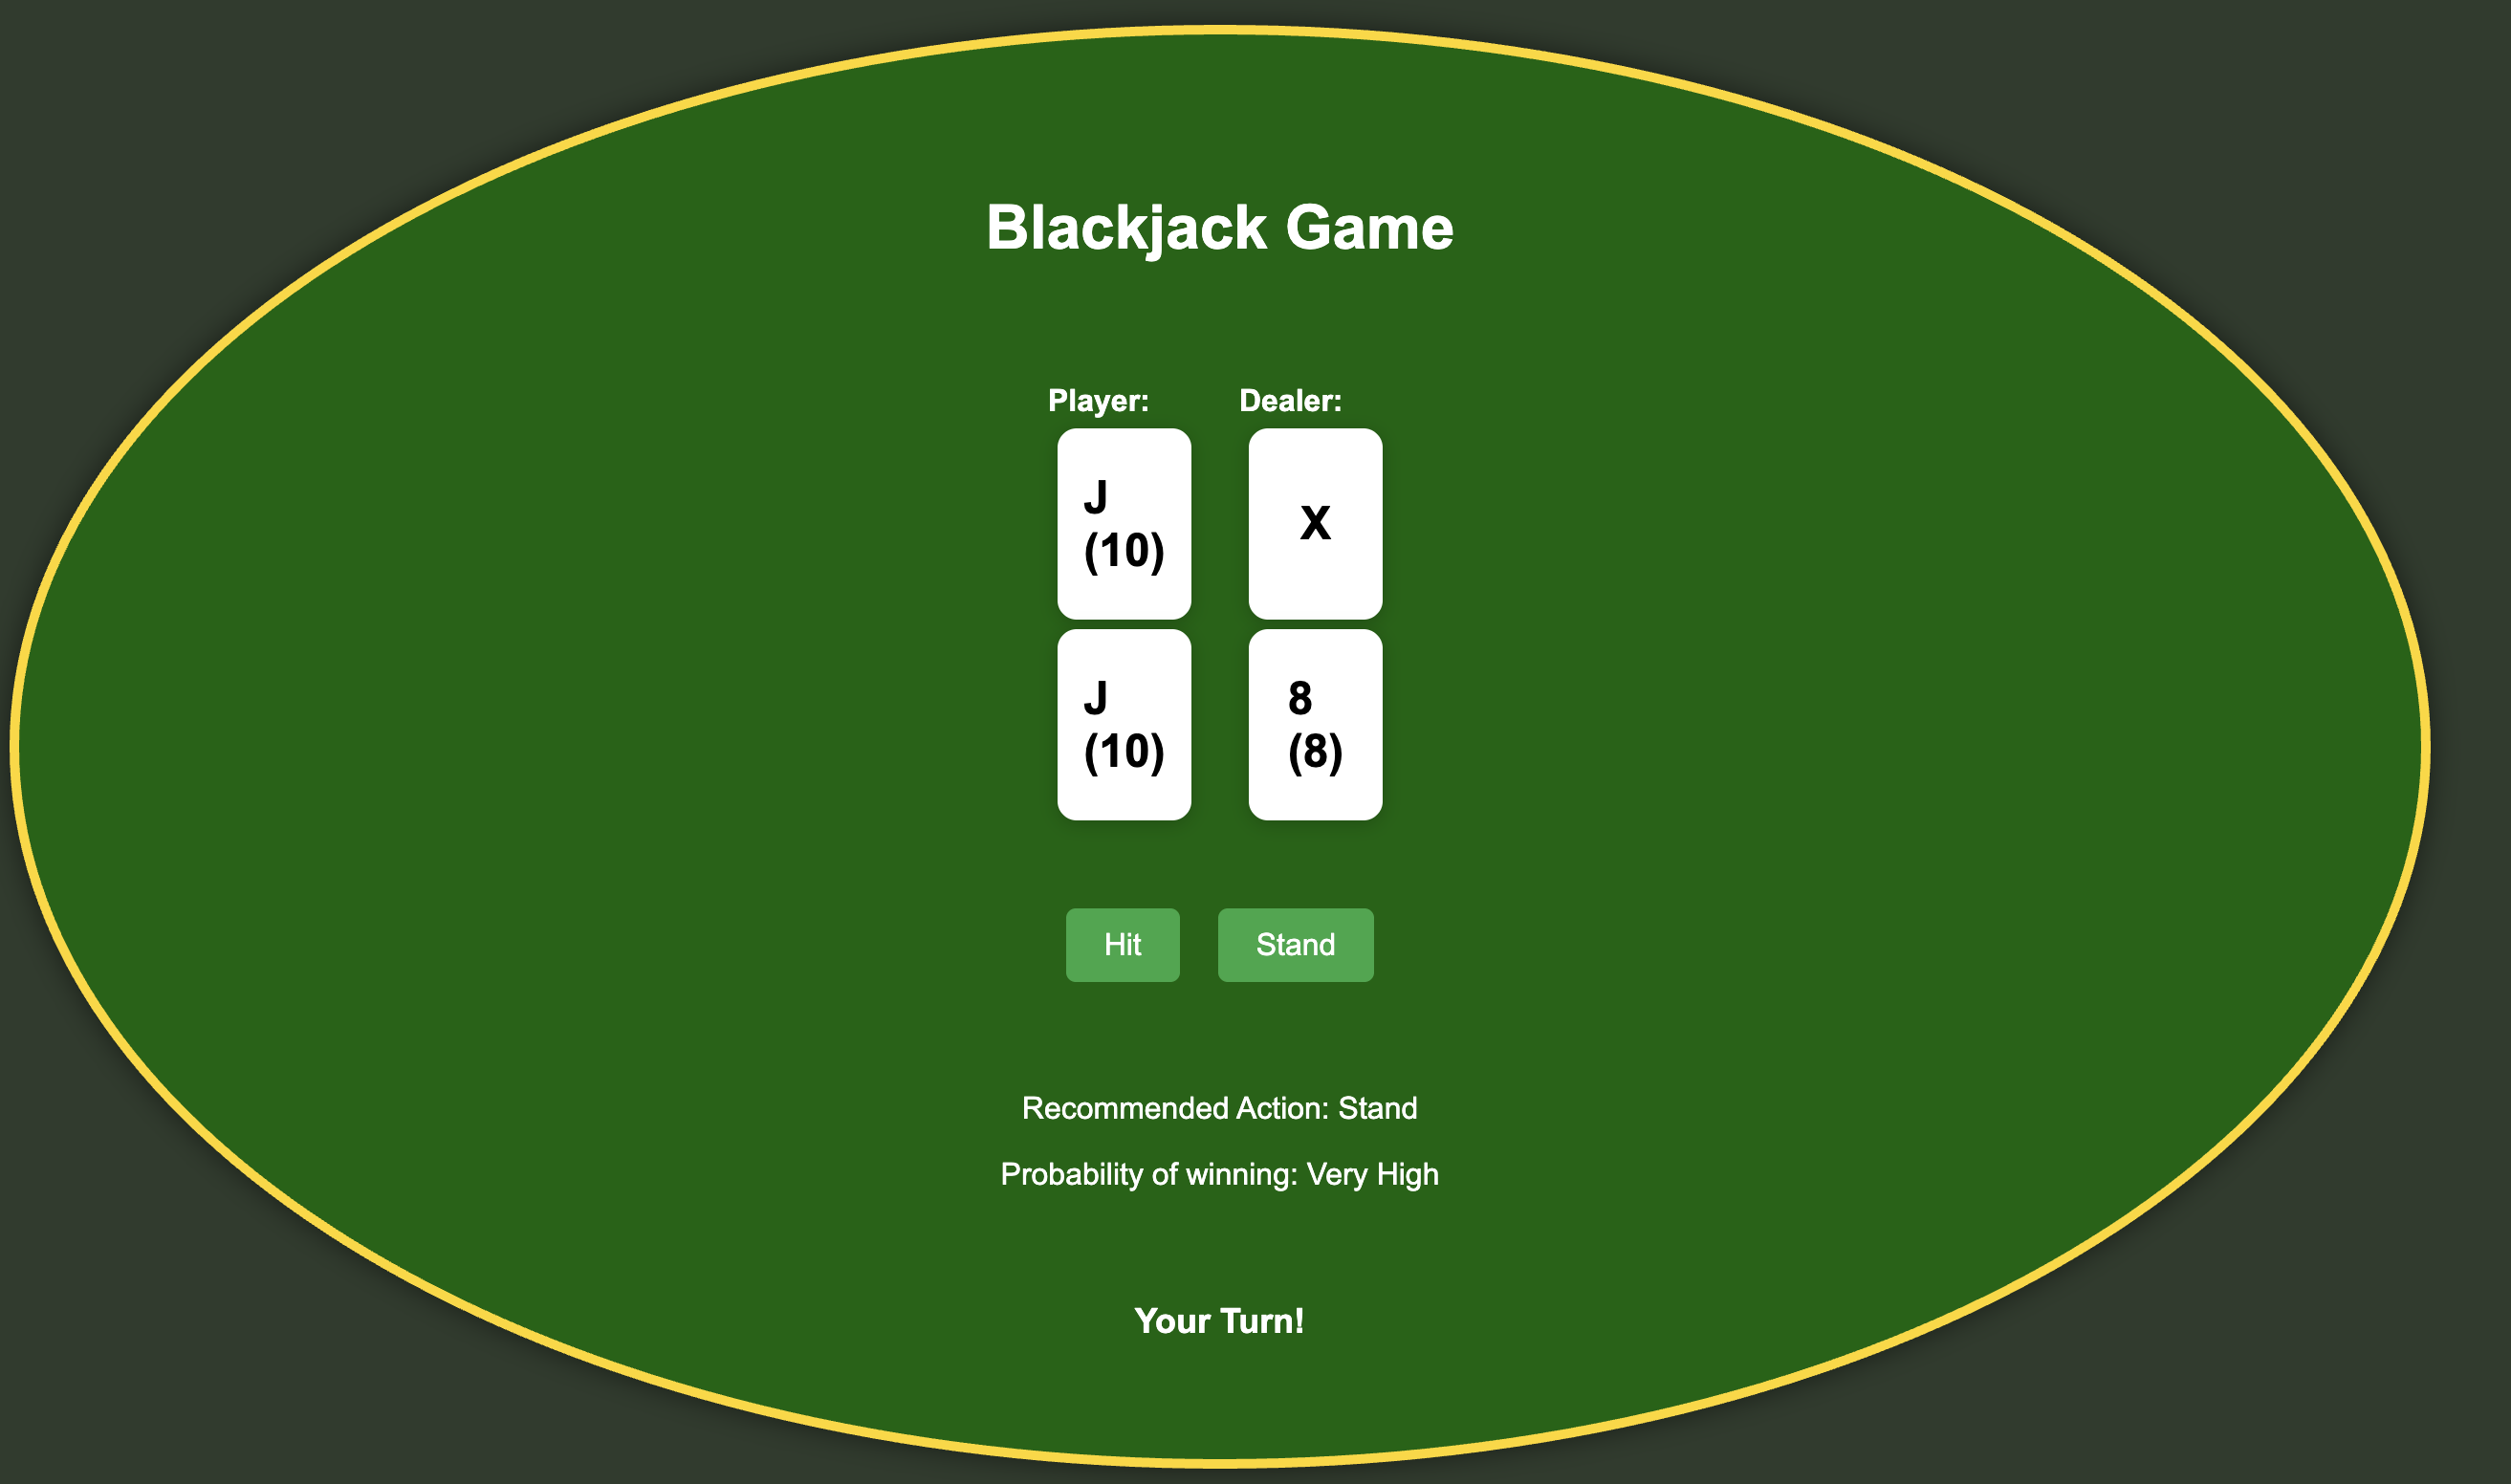 Blackjack Game
Player:
J
(10)
J
(10)
Dealer:
X
8
(8)
Hit
Stand
Recommended Action: Stand
Probability of winning: Very High
Your Turn!